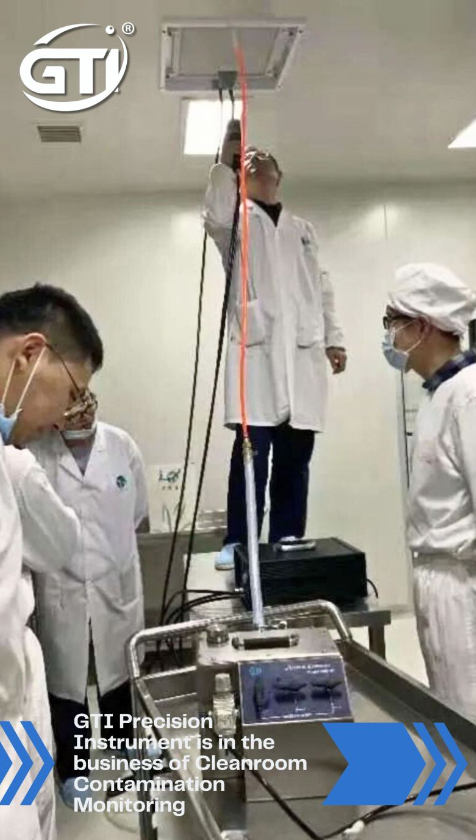 GTI®
GTI Precision
Instrument is in the
business of Cleanroom
Contamination
Monitoring